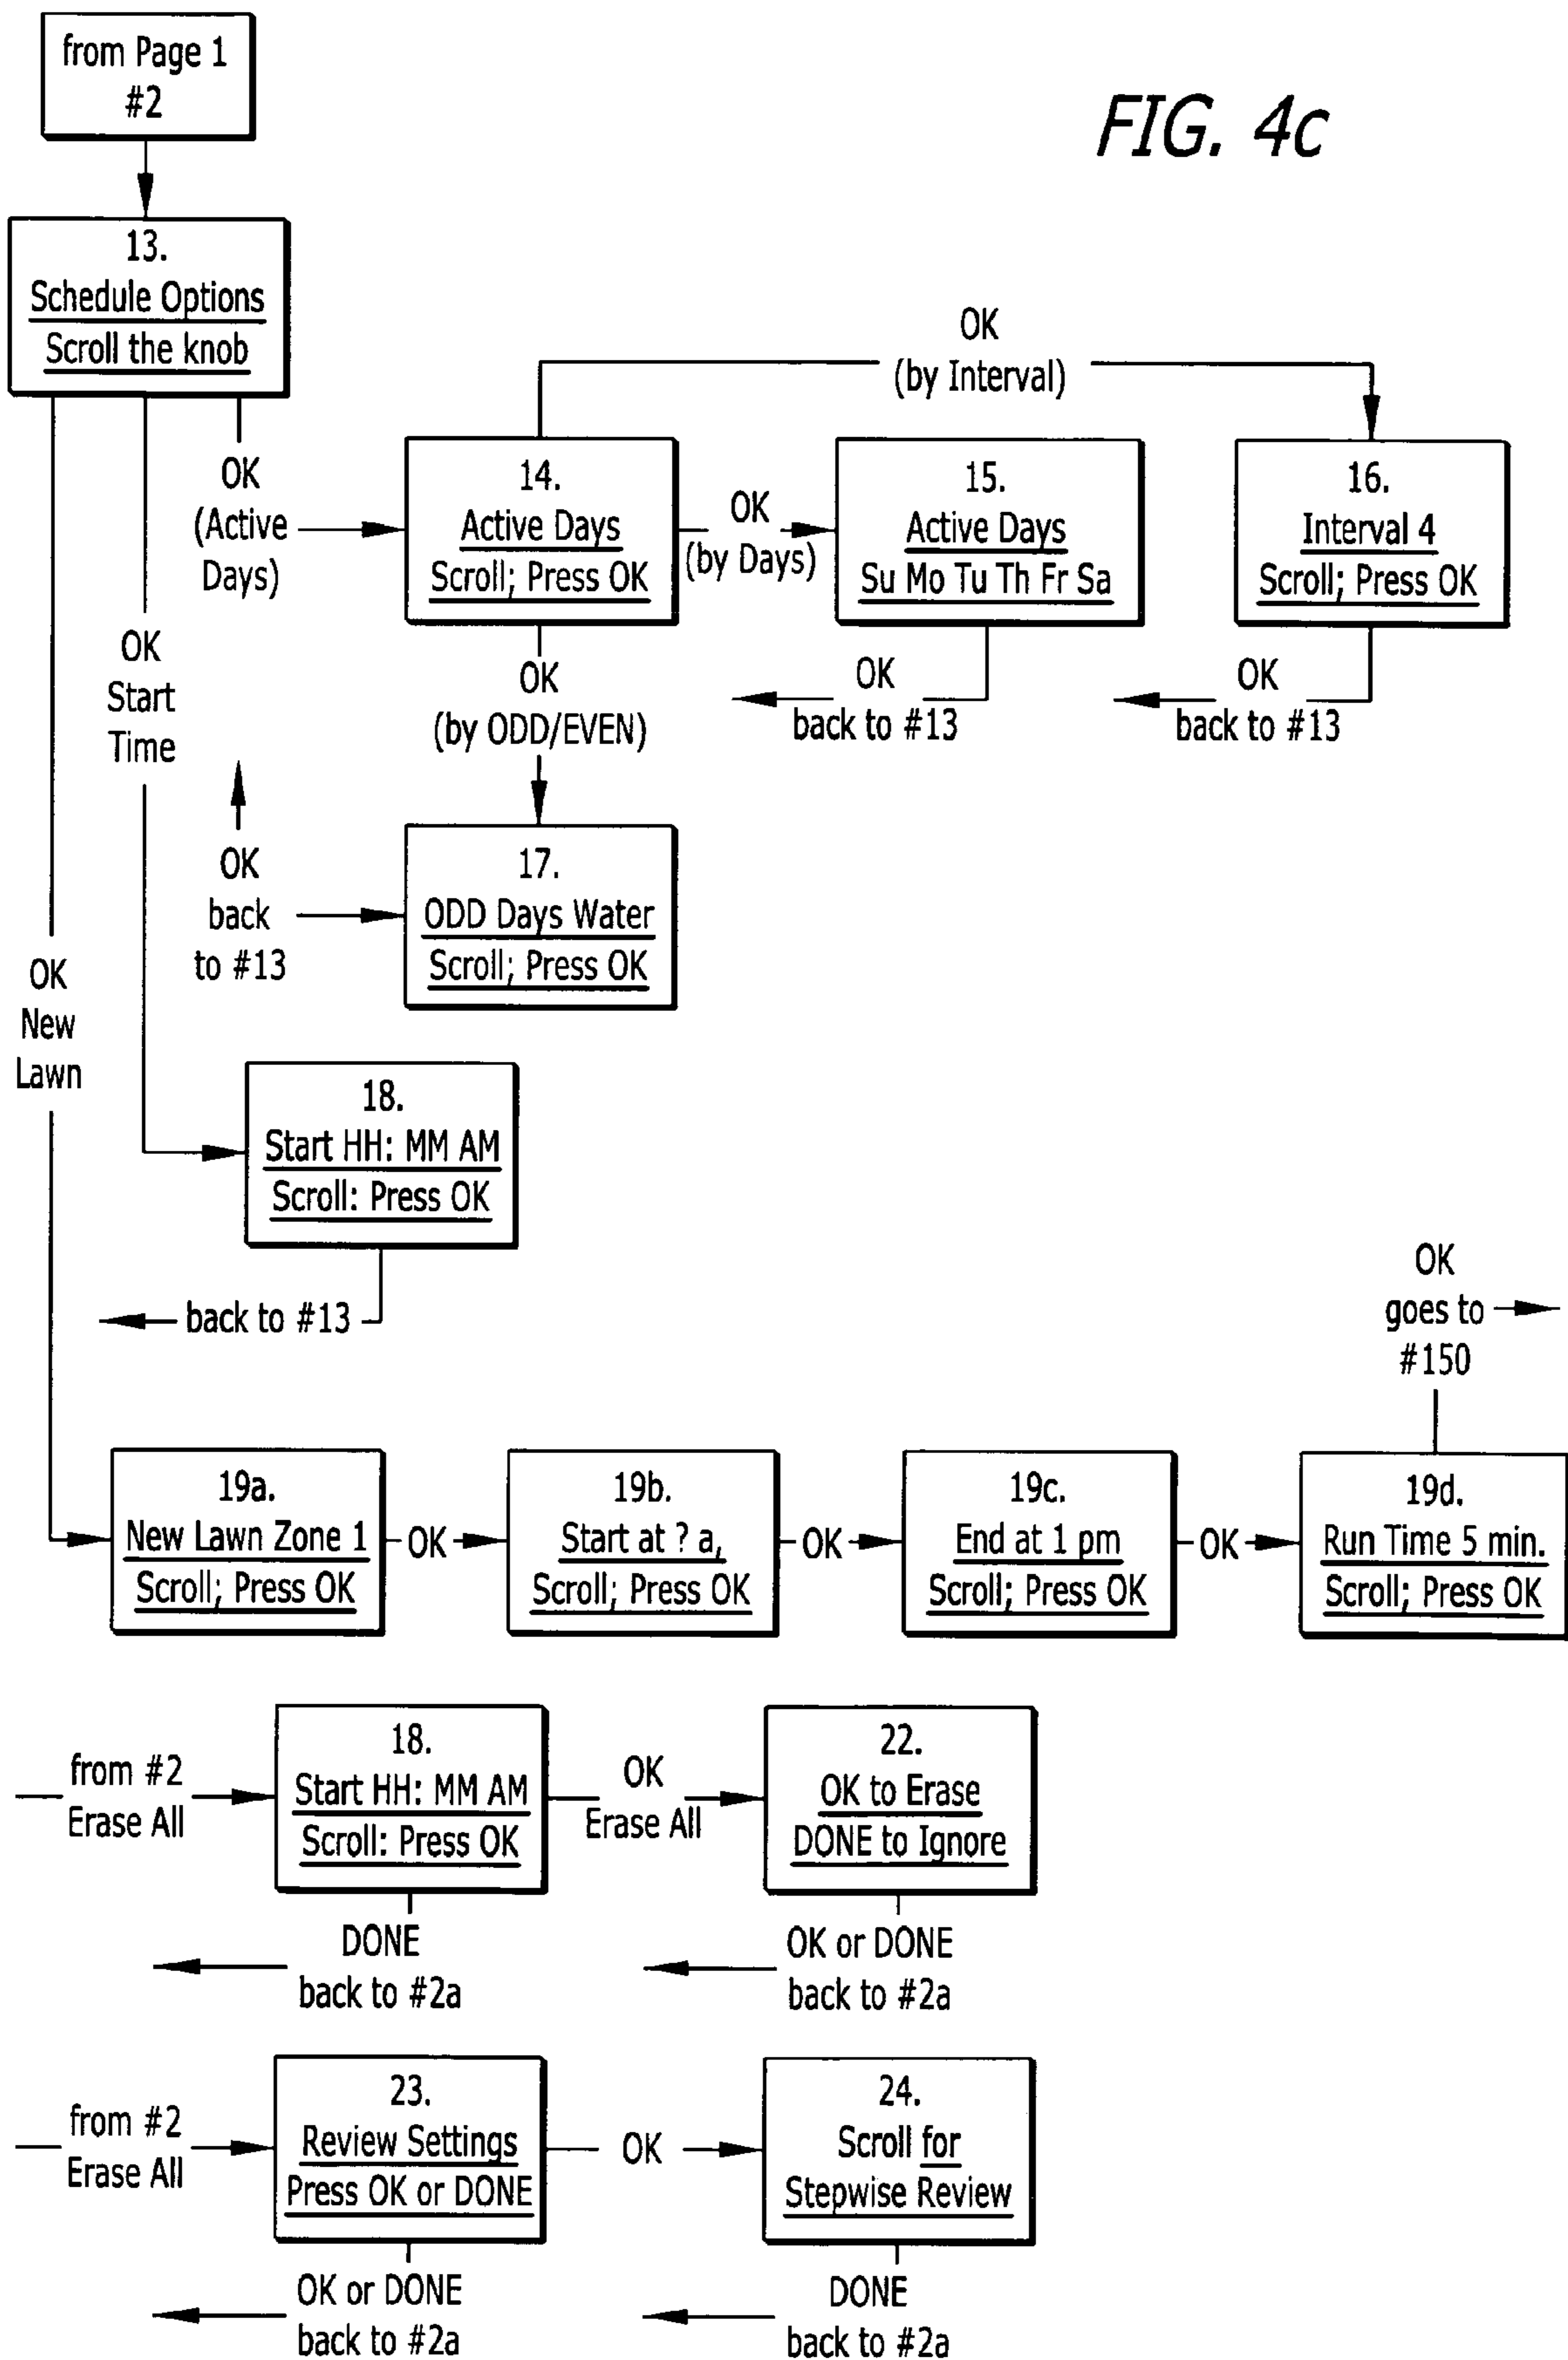 from Page 1
#2
FIG. 4c
13.
Schedule Options
Scroll the knob
OK
(by Interval)
OK
(Active
Days)
14.
Active Days
Scroll; Press OK
OK
(by Days)
15.
Active Days
Su Mo Tu Th Fr Sa
16.
Interval 4
Scroll; Press OK
OK
Start
Time
OK
(by ODD/EVEN)
OK
back to #13
OK
back to #13
OK
back
to #13
17.
ODD Days Water
Scroll; Press OK
OK
New
Lawn
18.
Start HH: MM AM
Scroll: Press OK
back to #13
OK
goes to
#150
19a.
New Lawn Zone 1
Scroll; Press OK
OK
19b.
Start at ? a,
Scroll; Press OK
OK
19c.
End at 1 pm
Scroll; Press OK
OK
19d.
Run Time 5 min.
Scroll; Press OK
from #2
Erase All
18.
Start HH: MM AM
Scroll: Press OK
OK
Erase All
22.
OK to Erase
DONE to Ignore
DONE
back to #2a
OK or DONE
back to #2a
from #2
Erase All
23.
Review Settings
Press OK or DONE
OK
24.
Scroll for
Stepwise Review
OK or DONE
back to #2a
DONE
back to #2a